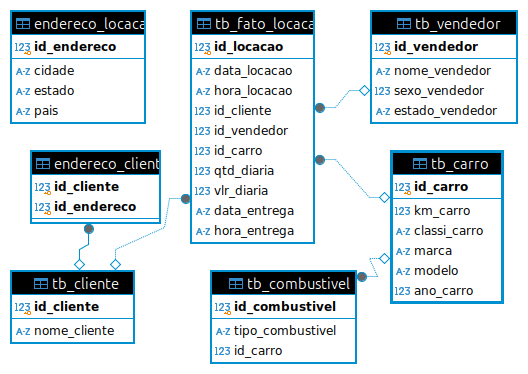 endereco_locaca
123 id_endereco
A-Z cidade
A-Z estado
A-Z pais
tb_fato_locaca
123 id_locacao
A-Z data_locacao
A-Z hora_locacao
123 id_cliente
123 id_vendedor
123 id_carro
123 qtd_diaria
123 vlr_diaria
A-Z data_entrega
A-Z hora_entrega
tb_vendedor
123 id_vendedor
A-Z nome_vendedor
123 sexo_vendedor
A-Z estado_vendedor
endereco_client
123 id_cliente
123 id_endereco
tb_carro
123 id_carro
123 km_carro
A-Z classi_carro
A-Z marca
A-Z modelo
123 ano_carro
tb_cliente
123 id_cliente
A-Z nome_cliente
tb_combustivel
123 id_combustivel
A-Z tipo_combustivel
123 id_carro